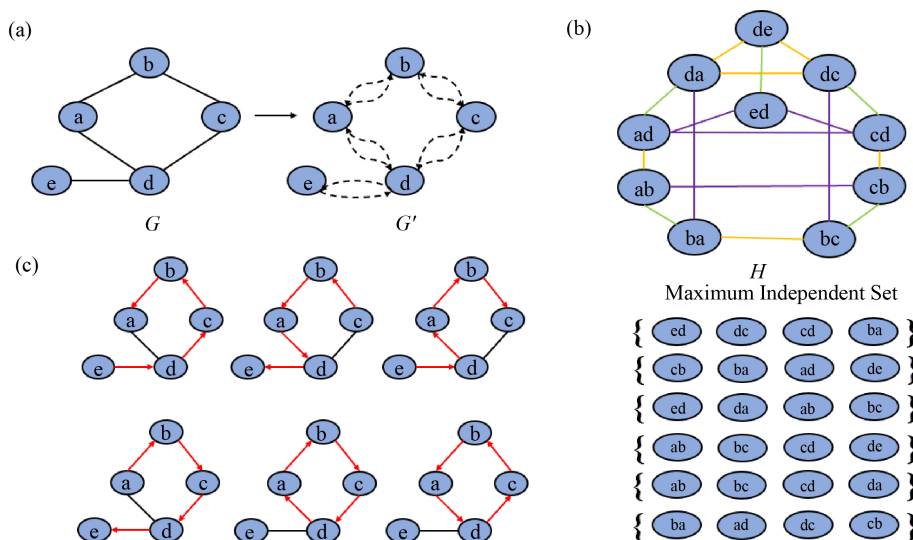 (a)
b
a
c
e
d
G
b
a
c
e
d
G'
(b)
de
da
dc
ed
ad
cd
ab
cb
ba
bc
H
Maximum Independent Set
{ ed dc cd ba }
{ cb ba ad de }
{ ed da ab bc }
{ ab bc cd de }
{ ab bc cd da }
{ ba ad dc cb }
(c)
b
a
c
e
d
b
a
c
e
d
b
a
c
e
d
b
a
c
e
d
b
a
c
e
d
b
a
c
e
d